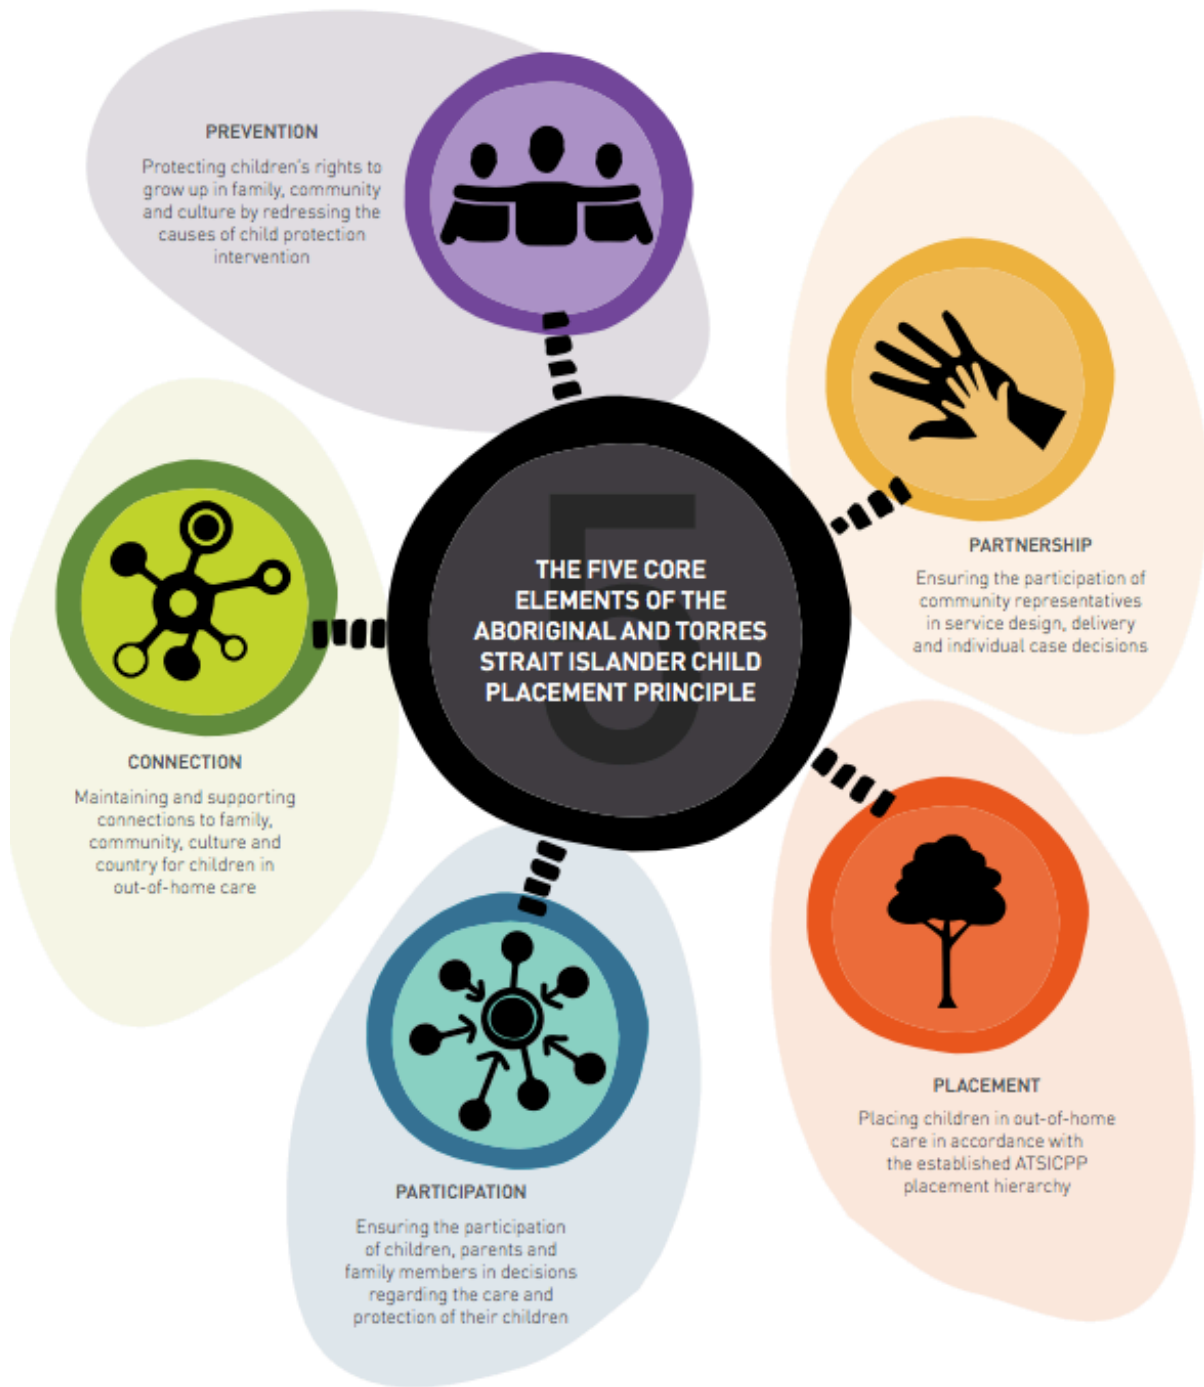 PREVENTION
Protecting children's rights to
grow up in family, community
and culture by redressing the
causes of child protection
intervention
PARTNERSHIP
Ensuring the participation of
community representatives
in service design, delivery
and individual case decisions
5
THE FIVE CORE
ELEMENTS OF THE
ABORIGINAL AND TORRES
STRAIT ISLANDER CHILD
PLACEMENT PRINCIPLE
CONNECTION
Maintaining and supporting
connections to family,
community, culture and
country for children in
out-of-home care
PLACEMENT
Placing children in out-of-home
care in accordance with
the established ATSICPP
placement hierarchy
PARTICIPATION
Ensuring the participation
of children, parents and
family members in decisions
regarding the care and
protection of their children